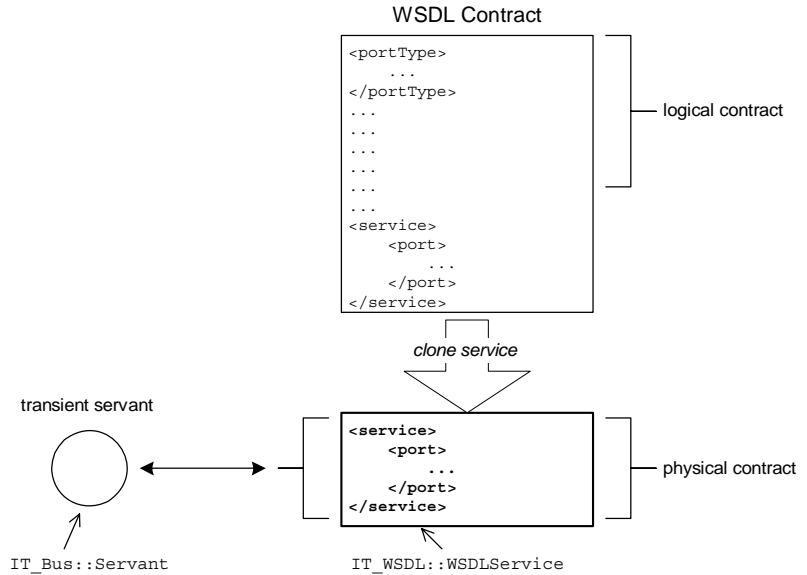 WSDL Contract
<portType>
...
</portType>
...
...
...
...
...
...
<service>
<port>
...
</port>
</service>
logical contract
clone service
transient servant
<service>
<port>
...
</port>
</service>
physical contract
IT_Bus::Servant
IT_WSDL::WSDLService